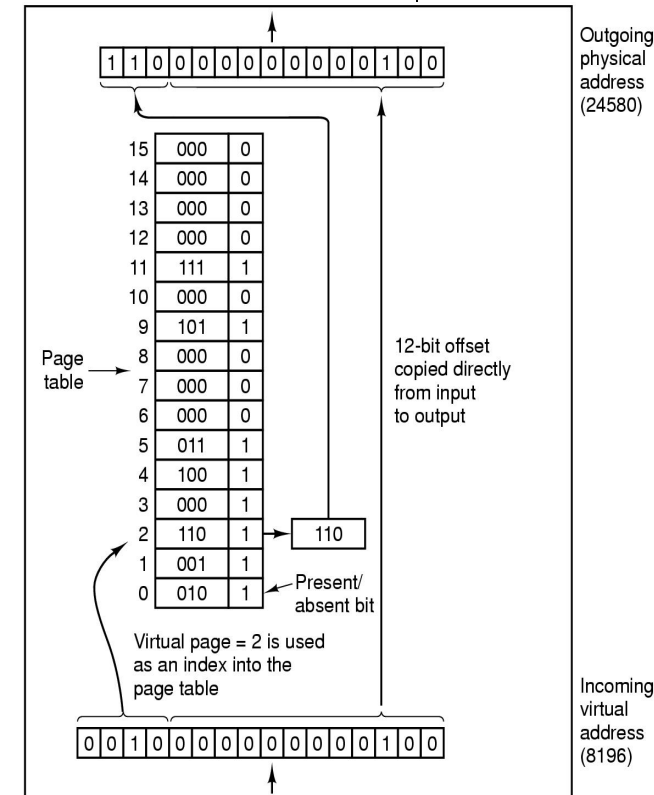 Outgoing
physical
address
(24580)
1 1 0 0 0 0 0 0 0 0 0 0 1 0 0
15 000 0
14 000 0
13 000 0
12 000 0
11 111 1
10 000 0
9 101 1
8 000 0
7 000 0
6 000 0
5 011 1
4 100 1
3 000 1
2 110 1
1 001 1
0 010 1
Page
table
110
12-bit offset
copied directly
from input
to output
Present/
absent bit
Virtual page = 2 is used
as an index into the
page table
0 0 1 0 0 0 0 0 0 0 0 0 0 1 0 0
Incoming
virtual
address
(8196)